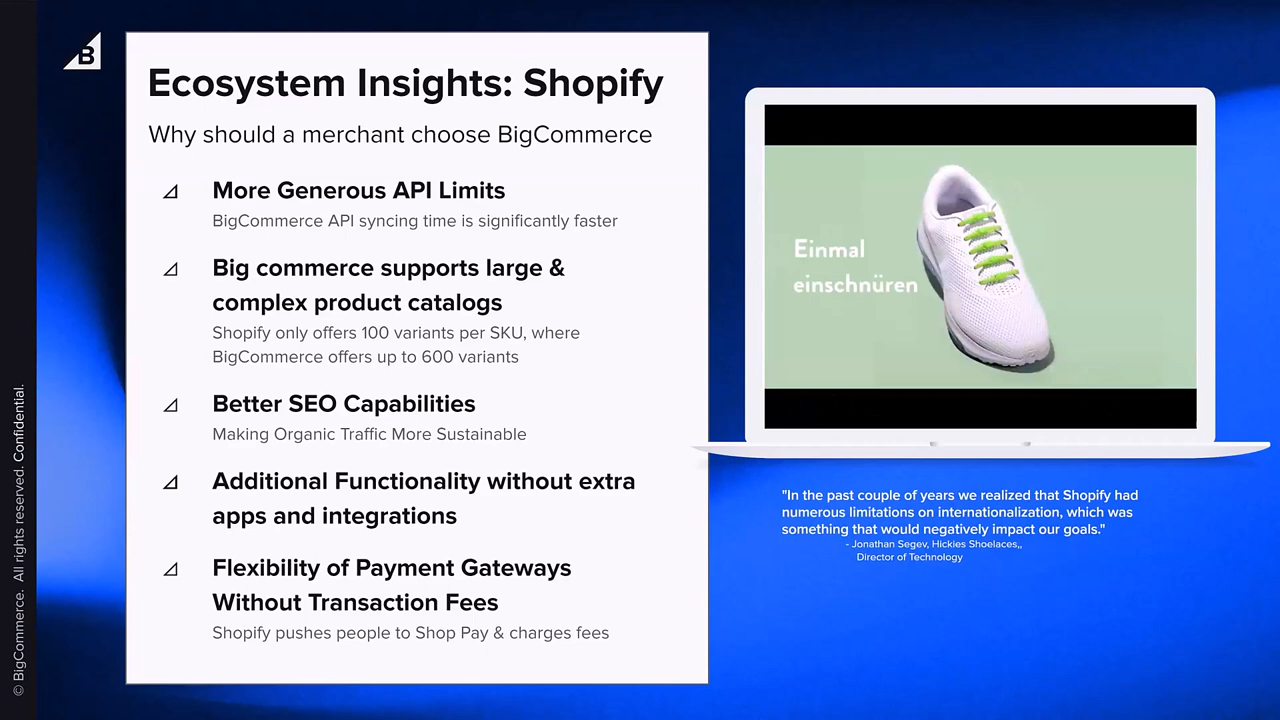 B
Ecosystem Insights: Shopify
Why should a merchant choose BigCommerce
More Generous API Limits
BigCommerce API syncing time is significantly faster
Big commerce supports large &
complex product catalogs
Shopify only offers 100 variants per SKU, where
BigCommerce offers up to 600 variants
Better SEO Capabilities
Making Organic Traffic More Sustainable
Additional Functionality without extra
apps and integrations
Flexibility of Payment Gateways
Without Transaction Fees
Shopify pushes people to Shop Pay & charges fees
Einmal
einschnüren
"In the past couple of years we realized that Shopify had
numerous limitations on internationalization, which was
something that would negatively impact our goals."
- Jonathan Segev, Hickies Shoelaces,,
Director of Technology
© BigCommerce. All rights reserved. Confidential.